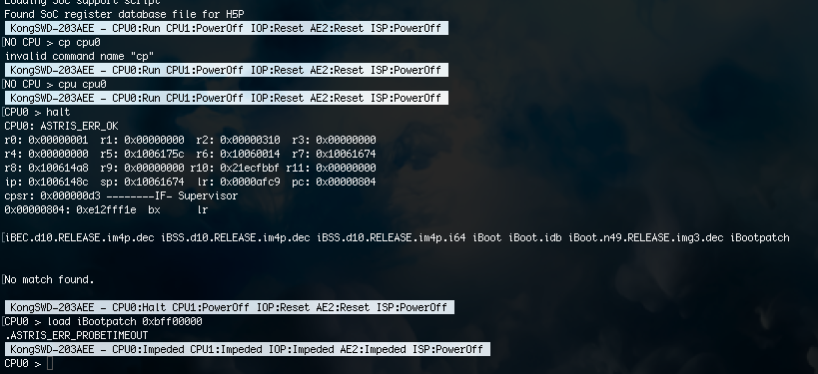 Loading SoC support script
Found SoC register database file for H5P
KongSWD-203AEE - CPU0:Run CPU1:PowerOff IOP:Reset AE2:Reset ISP:PowerOff
[NO CPU > cp cpu0
invalid command name "cp"
KongSWD-203AEE - CPU0:Run CPU1:PowerOff IOP:Reset AE2:Reset ISP:PowerOff
[NO CPU > cpu cpu0
KongSWD-203AEE - CPU0:Run CPU1:PowerOff IOP:Reset AE2:Reset ISP:PowerOff
[CPU0 > halt
CPU0: ASTRIS_ERR_OK
r0: 0x00000001 r1: 0x00000000 r2: 0x00000310 r3: 0x00000000
r4: 0x00000000 r5: 0x1006175c r6: 0x10060014 r7: 0x10061674
r8: 0x100614a8 r9: 0x00000000 r10: 0x21ecfbbf r11: 0x00000000
ip: 0x1006148c sp: 0x10061674 lr: 0x0000afc9 pc: 0x00000804
cpsr: 0x000000d3 --------IF- Supervisor
0x00000804: 0xe12fff1e bx lr
[iBEC.d10.RELEASE.im4p.dec iBSS.d10.RELEASE.im4p.dec iBSS.d10.RELEASE.im4p.i64 iBoot iBoot.idb iBoot.n49.RELEASE.img3.dec iBootpatch
[No match found.
KongSWD-203AEE - CPU0:Halt CPU1:PowerOff IOP:Reset AE2:Reset ISP:PowerOff
[CPU0 > load iBootpatch 0xbff00000
.ASTRIS_ERR_PROBETIMEOUT
KongSWD-203AEE - CPU0:Impeded CPU1:Impeded IOP:Impeded AE2:Impeded ISP:PowerOff
CPU0 >